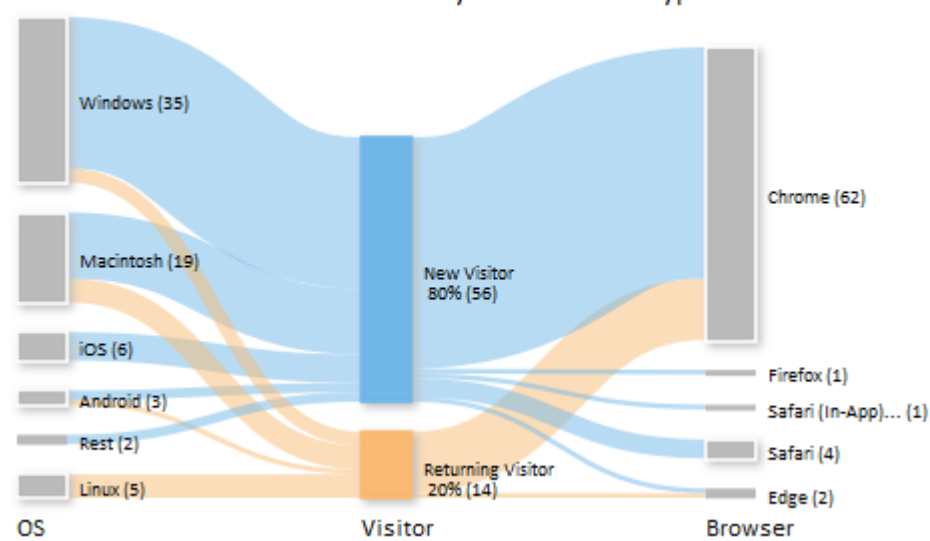 Windows (35)
Macintosh (19)
iOS (6)
Android (3)
Rest (2)
Linux (5)
OS
New Visitor
80% (56)
Returning Visitor
20% (14)
Visitor
Chrome (62)
Firefox (1)
Safari (In-App)... (1)
Safari (4)
Edge (2)
Browser